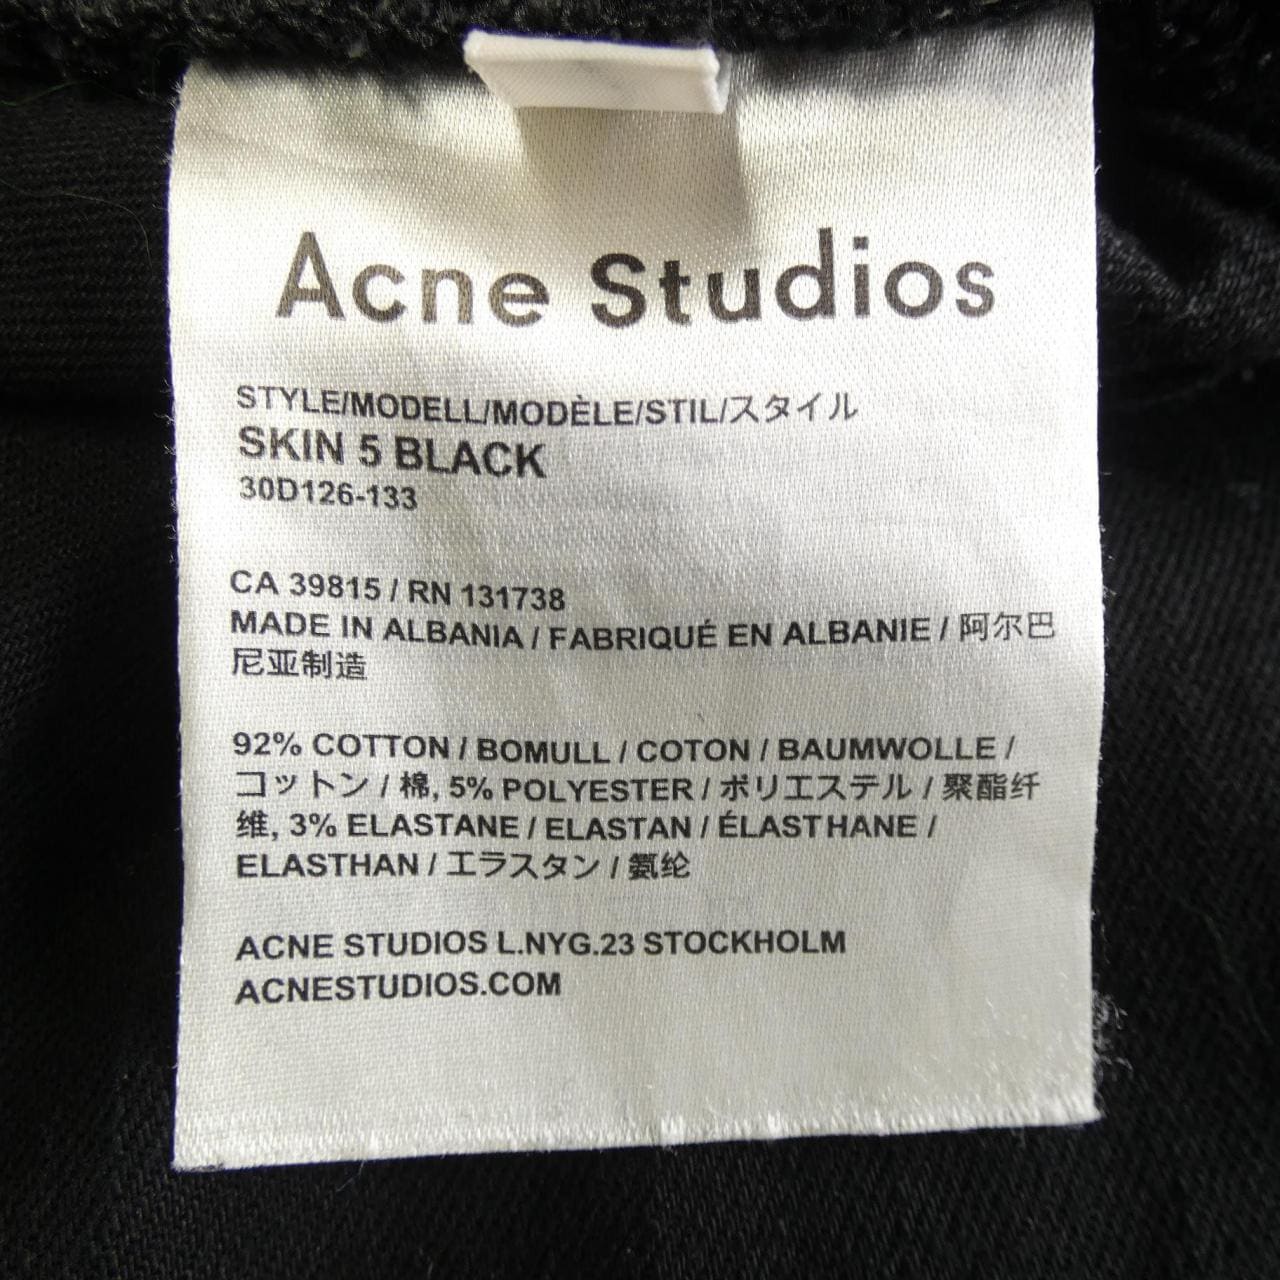 Acne Studios
STYLE/MODELL/MODÈLE/STIL/スタイル
SKIN 5 BLACK
30D126-133
CA 39815 / RN 131738
MADE IN ALBANIA / FABRIQUÉ EN ALBANIE / 阿尔巴
尼亚制造
92% COTTON / BOMULL / COTON / BAUMWOLLE /
コットン / 棉, 5% POLYESTER / ポリエステル / 聚酯纤
维, 3% ELASTANE / ELASTAN / ÉLASTHANE /
ELASTHAN / エラスタン / 氨纶
ACNE STUDIOS L.NYG.23 STOCKHOLM
ACNESTUDIOS.COM